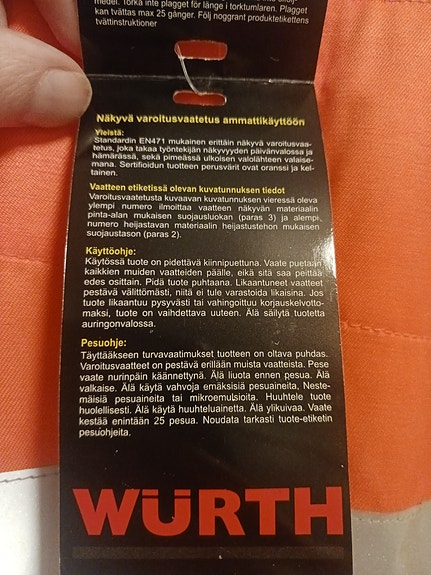 medel. Torka inte plagget för länge i torktumlaren. Plagget
kan tvättas max 25 gånger. Följ noggrant produktetikettens
tvättinstruktioner
Näkyvä varoitusvaatetus ammattikäyttöön
Yleistä:
Standardin EN471 mukainen erittäin näkyvä varoitusvaa-
tetus, joka takaa työntekijän näkyvyyden päivänvalossa ja
hämärässä, sekä pimeässä ulkoisen valolähteen valaise-
mana. Sertifioidun tuotteen perusvärit ovat oranssi ja kel-
tainen.
Vaatteen etiketissä olevan kuvatunnuksen tiedot
Varoitusvaatetusta kuvaavan kuvatunnuksen vieressä oleva
ylempi numero ilmoittaa vaatteen näkyvän materiaalin
pinta-alan mukaisen suojausluokan (paras 3) ja alempi,
numero heijastavan materiaalin heijastustehon mukaisen
suojaustason (paras 2).
Käyttöohje:
Käytössä tuote on pidettävä kiinnipuettuna. Vaate puetaan
kaikkien muiden vaatteiden päälle, eikä sitä saa peittää
edes osittain. Pidä tuote puhtaana. Likaantuneet vaatteet
pestävä välittömästi, niitä ei tule varastoida likaisina. Jos
tuote likaantuu pysyvästi tai vahingoittuu korjauskelvotto-
maksi, tuote on vaihdettava uuteen. Älä säilytä tuotetta
auringonvalossa.
Pesuohje:
Täyttääkseen turvavaatimukset tuotteen on oltava puhdas.
Varoitusvaatteet on pestävä erillään muista vaatteista. Pese
vaate nurinpäin käännettynä. Älä liuota ennen pesua. Älä
valkaise. Älä käytä vahvoja emäksisiä pesuaineita, Neste-
mäisiä pesuaineita tai mikroemulsioita. Huuhtele tuote
huolellisesti. Älä käytä huuhteluainetta. Älä ylikuivaa. Vaate
kestää enintään 25 pesua. Noudata tarkasti tuote-etiketin
pesuohjeita.
WÜRTH